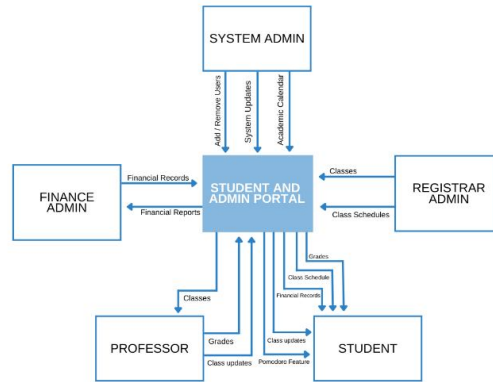 SYSTEM ADMIN
Add / Remove Users
System Updates
Academic Calendar
Financial Records
Classes
FINANCE
ADMIN
STUDENT AND
ADMIN PORTAL
REGISTRAR
ADMIN
Financial Reports
Class Schedules
Grades
Class Schedule
Financial Records
Classes
Class updates
Grades
Class updates
Pomodoro Feature
PROFESSOR
STUDENT